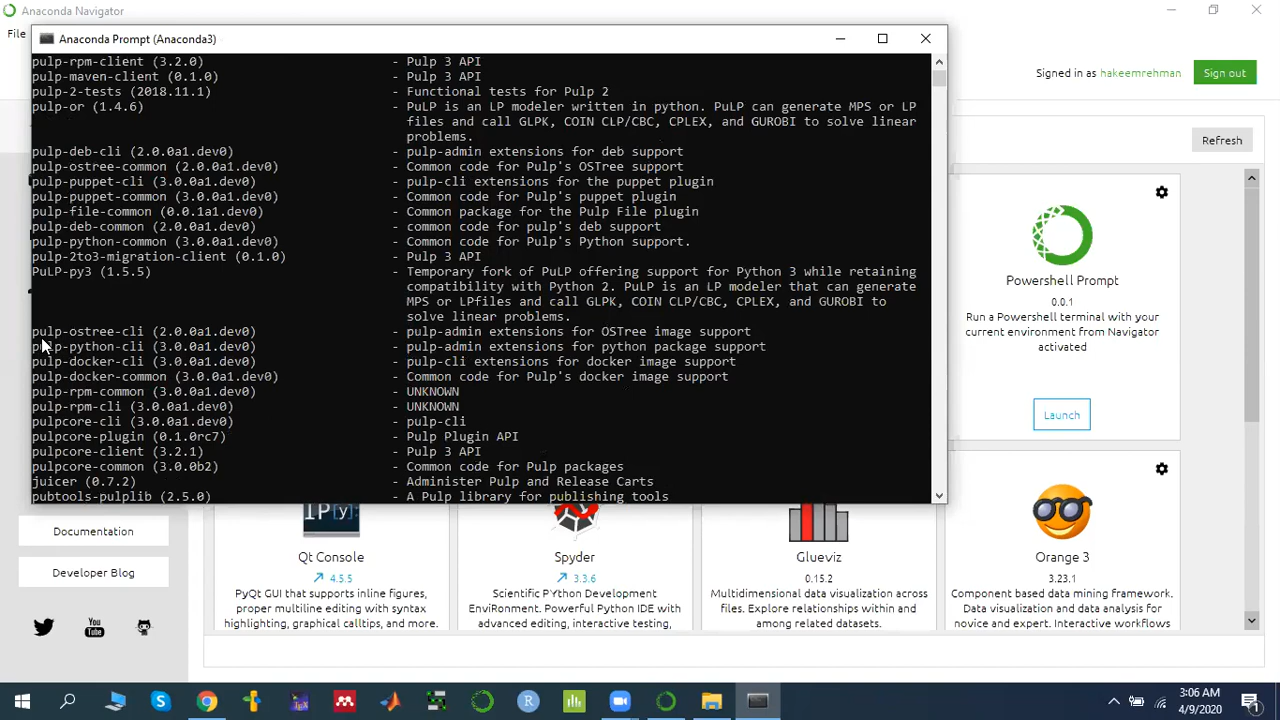 Anaconda Navigator
File
Anaconda Prompt (Anaconda3)
pulp-rpm-client (3.2.0) - Pulp 3 API
pulp-maven-client (0.1.0) - Pulp 3 API
pulp-2-tests (2018.11.1) - Functional tests for Pulp 2
pulp-or (1.4.6) - PuLP is an LP modeler written in python. PuLP can generate MPS or LP
files and call GLPK, COIN CLP/CBC, CPLEX, and GUROBI to solve linear
problems.
pulp-deb-cli (2.0.0a1.dev0) - pulp-admin extensions for deb support
pulp-ostree-common (2.0.0a1.dev0) - Common code for Pulp's OSTree support
pulp-puppet-cli (3.0.0a1.dev0) - pulp-cli extensions for the puppet plugin
pulp-puppet-common (3.0.0a1.dev0) - Common code for Pulp's puppet plugin
pulp-file-common (0.0.1a1.dev0) - Common package for the Pulp File plugin
pulp-deb-common (2.0.0a1.dev0) - common code for pulp's deb support
pulp-python-common (3.0.0a1.dev0) - Common code for Pulp's Python support.
pulp-2to3-migration-client (0.1.0) - Pulp 3 API
PuLP-py3 (1.5.5) - Temporary fork of PuLP offering support for Python 3 while retaining
compatibility with Python 2. PuLP is an LP modeler that can generate
MPS or LPfiles and call GLPK, COIN CLP/CBC, CPLEX, and GUROBI to
solve linear problems.
pulp-ostree-cli (2.0.0a1.dev0) - pulp-admin extensions for OSTree image support
pulp-python-cli (3.0.0a1.dev0) - pulp-admin extensions for python package support
pulp-docker-cli (3.0.0a1.dev0) - pulp-cli extensions for docker image support
pulp-docker-common (3.0.0a1.dev0) - Common code for Pulp's docker image support
pulp-rpm-common (3.0.0a1.dev0) - UNKNOWN
pulp-rpm-cli (3.0.0a1.dev0) - UNKNOWN
pulpcore-cli (3.0.0a1.dev0) - pulp-cli
pulpcore-plugin (0.1.0rc7) - Pulp Plugin API
pulpcore-client (3.2.1) - Pulp 3 API
pulpcore-common (3.0.0b2) - Common code for Pulp packages
juicer (0.7.2) - Administer Pulp and Release Carts
pubtools-pulplib (2.5.0) - A Pulp library for publishing tools
Signed in as hakeemrehman
Sign out
Refresh
Powershell Prompt
0.0.1
Run a Powershell terminal with your
current environment from Navigator
activated
Launch
Documentation
Developer Blog
You
Tube
IP[y]
Qt Console
4.5.5
PyQt GUI that supports inline figures,
proper multiline editing with syntax
highlighting, graphical calltips, and more.
Spyder
3.3.6
Scientific PYthon Development
EnviRonment. Powerful Python IDE with
advanced editing, interactive testing,
Glueviz
0.15.2
Multidimensional data visualization across
files. Explore relationships within and
among related datasets.
Orange 3
3.23.1
Component based data mining framework.
Data visualization and data analysis for
novice and expert. Interactive workflows
R
3:06 AM
4/9/2020
1